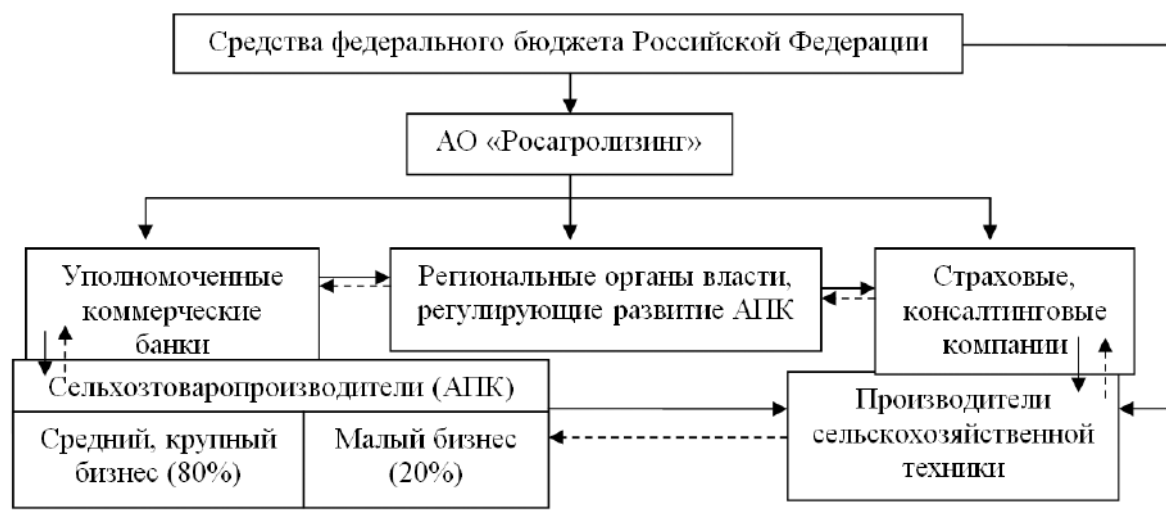 Средства федерального бюджета Российской Федерации
АО «Росагролизинг»
Уполномоченные
коммерческие
банки
Региональные органы власти,
регулирующие развитие АПК
Страховые,
консалтинговые
компании
Сельхозтоваропроизводители (АПК)
Средний, крупный
бизнес (80%)
Малый бизнес
(20%)
Производители
сельскохозяйственной
техники